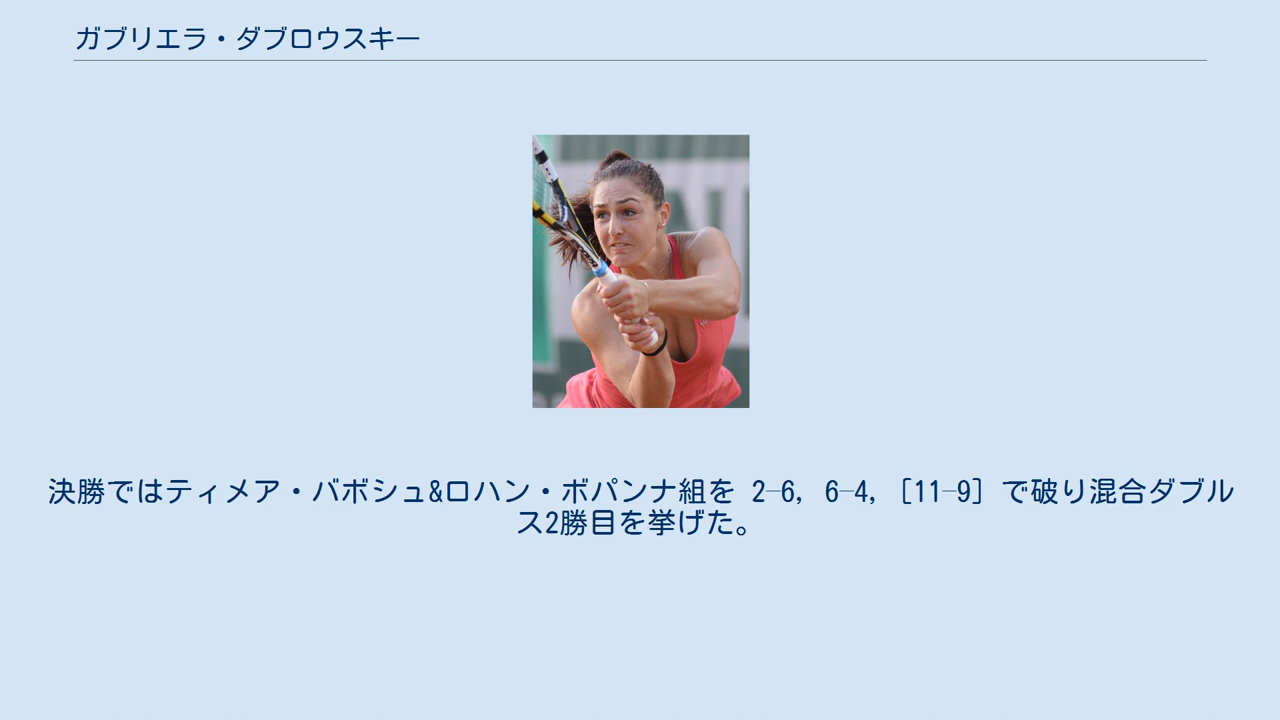 ガブリエラ・ダブロウスキー
決勝ではティメア・バボシュ&ロハン・ボパンナ組を 2–6, 6–4, [11–9] で破り混合ダブル
ス2勝目を挙げた。